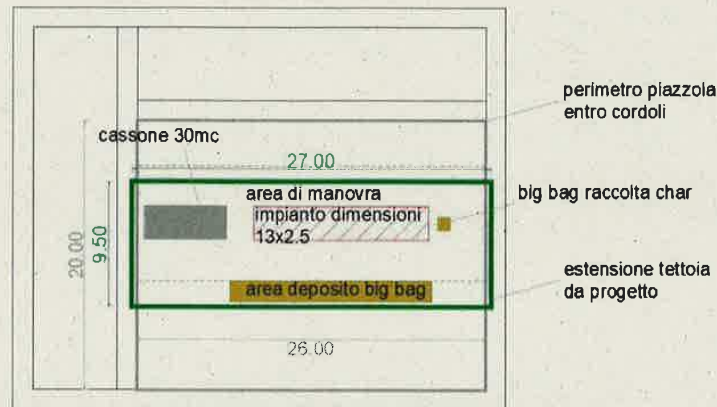 perimetro piazzola
entro cordoli
cassone 30mc
27.00
area di manovra
big bag raccolta char
impianto dimensioni
13x2.5
20.00
9.50
estensione tettoia
da progetto
area deposito big bag
26.00